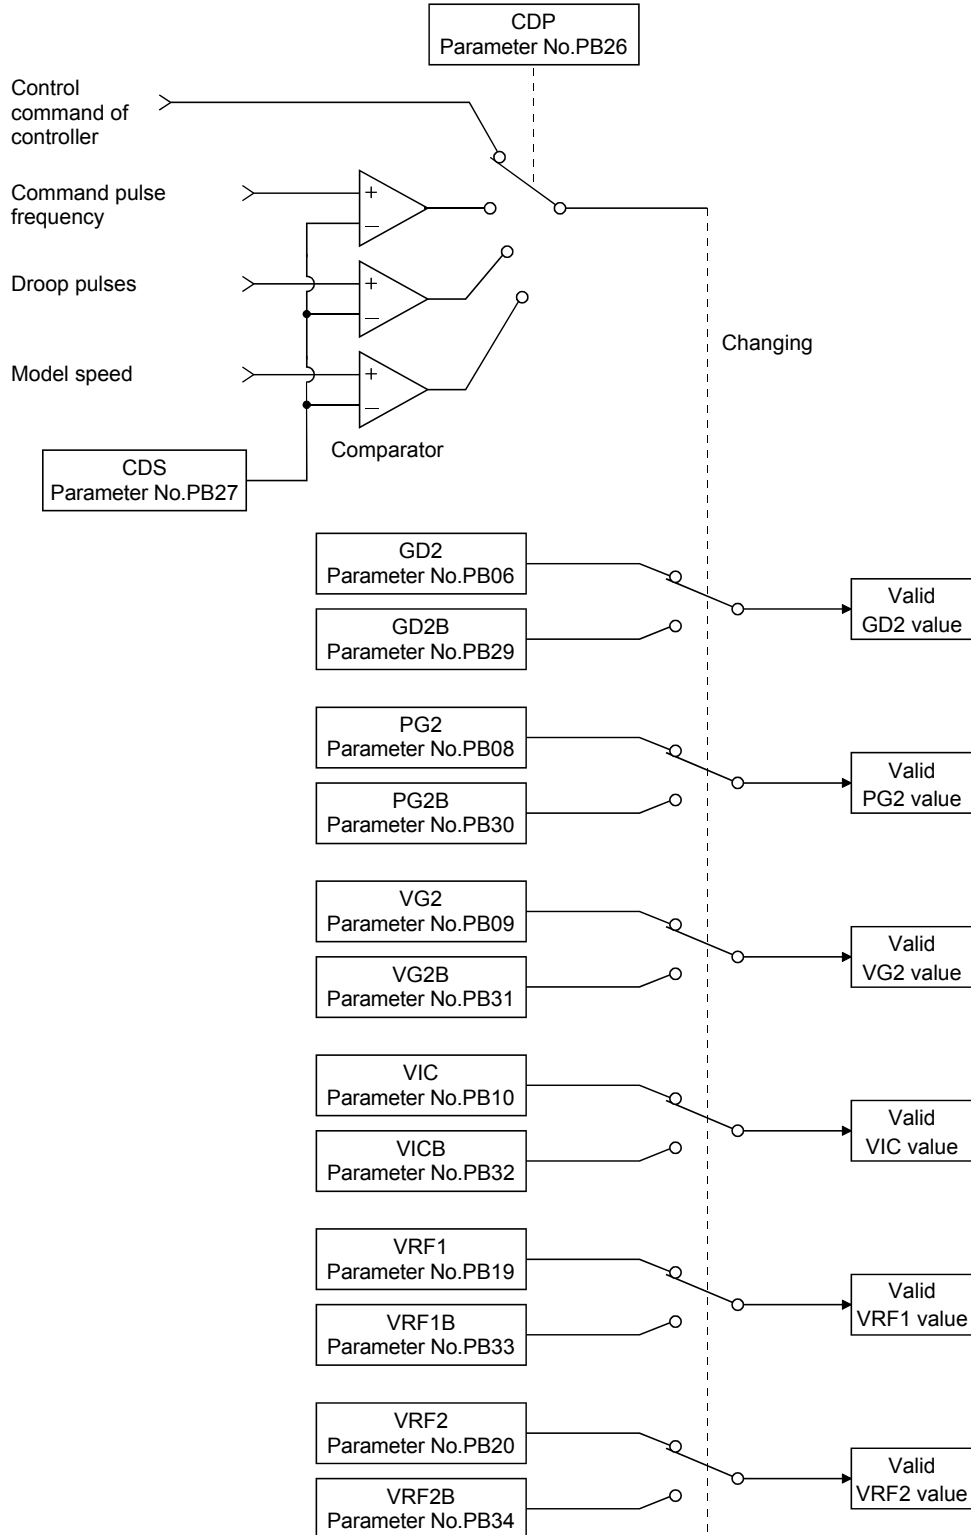 CDP
Parameter No.PB26
Control
command of
controller
Command pulse
frequency
+
−
Droop pulses
+
−
Changing
Model speed
+
−
Comparator
CDS
Parameter No.PB27
GD2
Parameter No.PB06
Valid
GD2 value
GD2B
Parameter No.PB29
PG2
Parameter No.PB08
Valid
PG2 value
PG2B
Parameter No.PB30
VG2
Parameter No.PB09
Valid
VG2 value
VG2B
Parameter No.PB31
VIC
Parameter No.PB10
Valid
VIC value
VICB
Parameter No.PB32
VRF1
Parameter No.PB19
Valid
VRF1 value
VRF1B
Parameter No.PB33
VRF2
Parameter No.PB20
Valid
VRF2 value
VRF2B
Parameter No.PB34